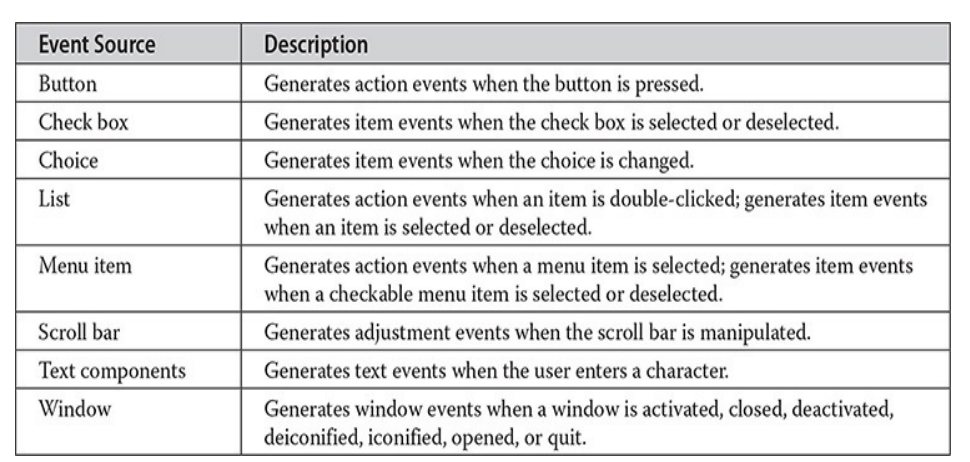 Event Source Description
Button Generates action events when the button is pressed.
Check box Generates item events when the check box is selected or deselected.
Choice Generates item events when the choice is changed.
List Generates action events when an item is double-clicked; generates item events
when an item is selected or deselected.
Menu item Generates action events when a menu item is selected; generates item events
when a checkable menu item is selected or deselected.
Scroll bar Generates adjustment events when the scroll bar is manipulated.
Text components Generates text events when the user enters a character.
Window Generates window events when a window is activated, closed, deactivated,
deiconified, iconified, opened, or quit.